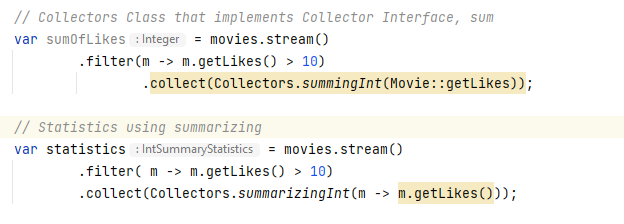 // Collectors Class that implements Collector Interface, sum
var sumOfLikes : Integer = movies.stream()
.filter(m -> m.getLikes() > 10)
.collect(Collectors.summingInt(Movie::getLikes));
// Statistics using summarizing
var statistics : IntSummaryStatistics = movies.stream()
.filter( m -> m.getLikes() > 10)
.collect(Collectors.summarizingInt(m -> m.getLikes()));